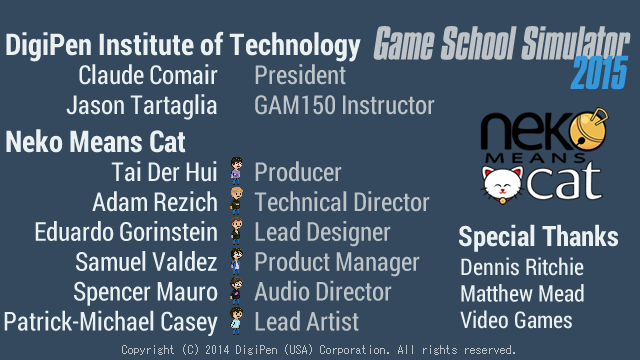 DigiPen Institute of Technology
Claude Comair President
Jason Tartaglia GAM150 Instructor
Neko Means Cat
Tai Der Hui Producer
Adam Rezich Technical Director
Eduardo Gorinstein Lead Designer
Samuel Valdez Product Manager
Spencer Mauro Audio Director
Patrick-Michael Casey Lead Artist
Game School Simulator
2015
neko
MEANS
cat
Special Thanks
Dennis Ritchie
Matthew Mead
Video Games
Copyright (C) 2014 DigiPen (USA) Corporation. All rights reserved.